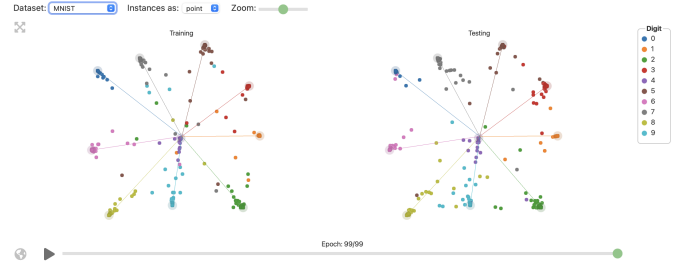 Dataset: MNIST Instances as: point Zoom:
Training
Testing
Digit
0
1
2
3
4
5
6
7
8
9
Epoch: 99/99